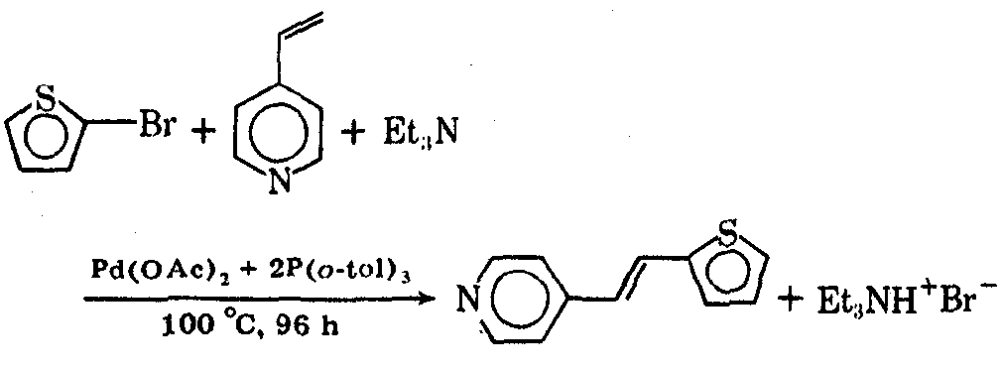 S
Br + + Et₃N
N
Pd(OAc)₂ + 2P(o-tol)₃
100 °C, 96 h
N S + Et₃NH⁺Br⁻